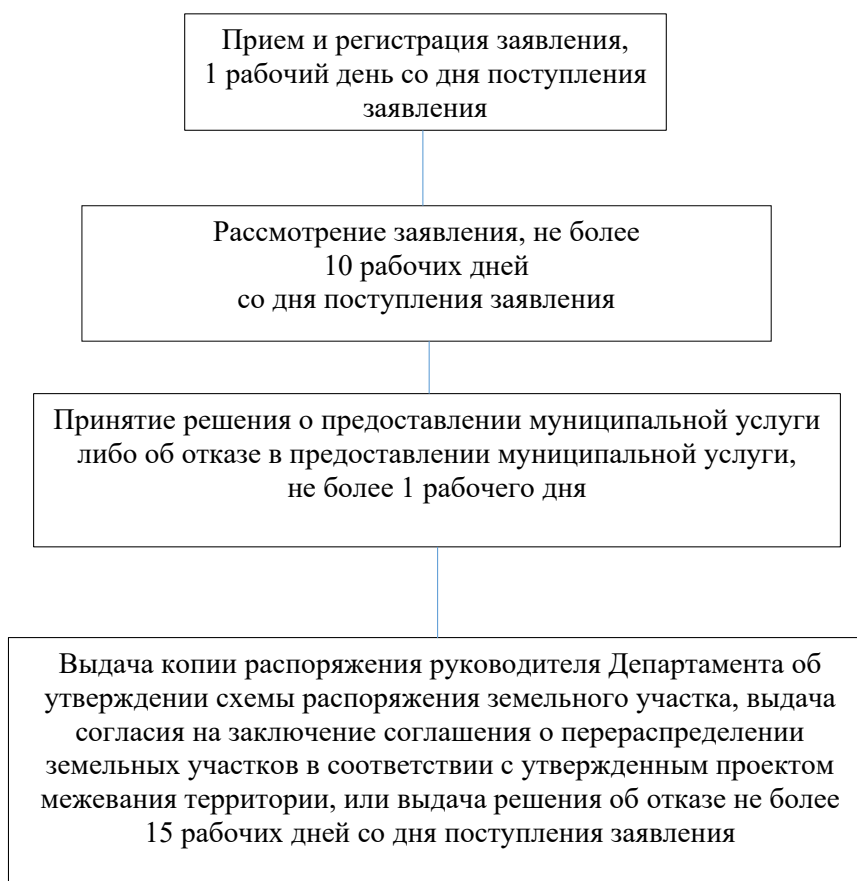 Прием и регистрация заявления,
1 рабочий день со дня поступления
заявления
Рассмотрение заявления, не более
10 рабочих дней
со дня поступления заявления
Принятие решения о предоставлении муниципальной услуги
либо об отказе в предоставлении муниципальной услуги,
не более 1 рабочего дня
Выдача копии распоряжения руководителя Департамента об
утверждении схемы распоряжения земельного участка, выдача
согласия на заключение соглашения о перераспределении
земельных участков в соответствии с утвержденным проектом
межевания территории, или выдача решения об отказе не более
15 рабочих дней со дня поступления заявления